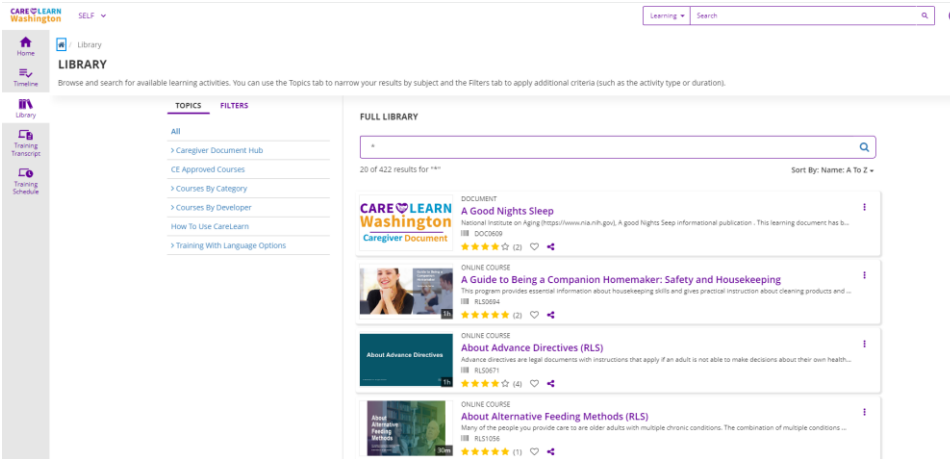 CARE LEARN
Washington
SELF
Learning
Search
Home
Timeline
Library
Training
Transcript
Training
Schedule
/ Library
LIBRARY
Browse and search for available learning activities. You can use the Topics tab to narrow your results by subject and the Filters tab to apply additional criteria (such as the activity type or duration).
TOPICS FILTERS
All
> Caregiver Document Hub
CE Approved Courses
> Courses By Category
> Courses By Developer
How To Use CareLearn
> Training With Language Options
FULL LIBRARY
*
20 of 422 results for "*"
Sort By: Name: A To Z
CARE LEARN
Washington
Caregiver Document
DOCUMENT
A Good Nights Sleep
National Institute on Aging (https://www.nia.nih.gov), A good Nights Seep informational publication . This learning document has b...
DOC0609
(2)
1h
ONLINE COURSE
A Guide to Being a Companion Homemaker: Safety and Housekeeping
This program provides essential information about housekeeping skills and gives practical instruction about cleaning products and ...
RLS0694
(2)
About Advance Directives
1h
ONLINE COURSE
About Advance Directives (RLS)
Advance directives are legal documents with instructions that apply if an adult is not able to make decisions about their own health...
RLS0671
(4)
About
Alternative
Feeding
Methods
30m
ONLINE COURSE
About Alternative Feeding Methods (RLS)
Many of the people you provide care to are older adults with multiple chronic conditions. The combination of multiple conditions ...
RLS1056
(1)